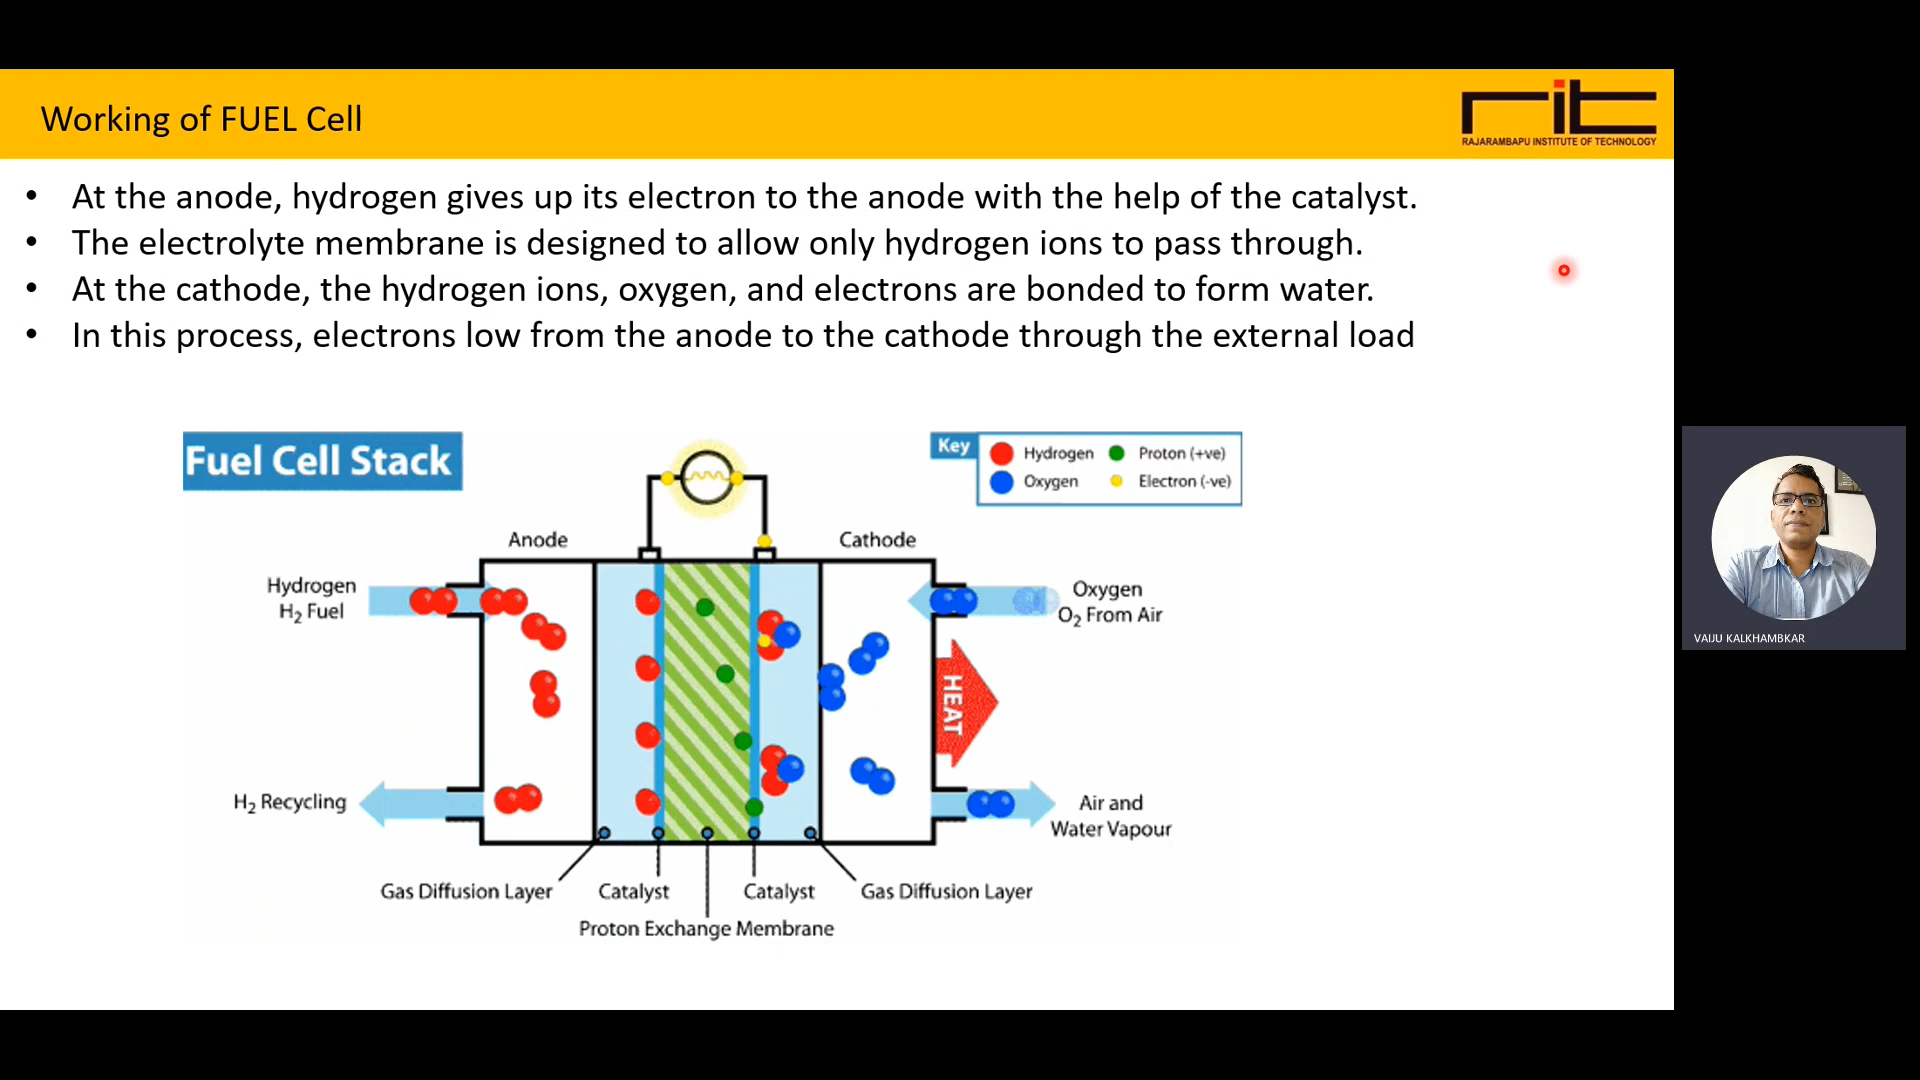 Working of FUEL Cell
rit
RAJARAMBAPU INSTITUTE OF TECHNOLOGY
• At the anode, hydrogen gives up its electron to the anode with the help of the catalyst.
• The electrolyte membrane is designed to allow only hydrogen ions to pass through.
• At the cathode, the hydrogen ions, oxygen, and electrons are bonded to form water.
• In this process, electrons low from the anode to the cathode through the external load
Fuel Cell Stack
Key
Hydrogen
Proton (+ve)
Oxygen
Electron (-ve)
Anode
Cathode
Hydrogen
H₂ Fuel
Oxygen
O₂ From Air
HEAT
H₂ Recycling
Air and
Water Vapour
Gas Diffusion Layer
Catalyst
Catalyst
Gas Diffusion Layer
Proton Exchange Membrane
VAIJU KALKHAMBKAR